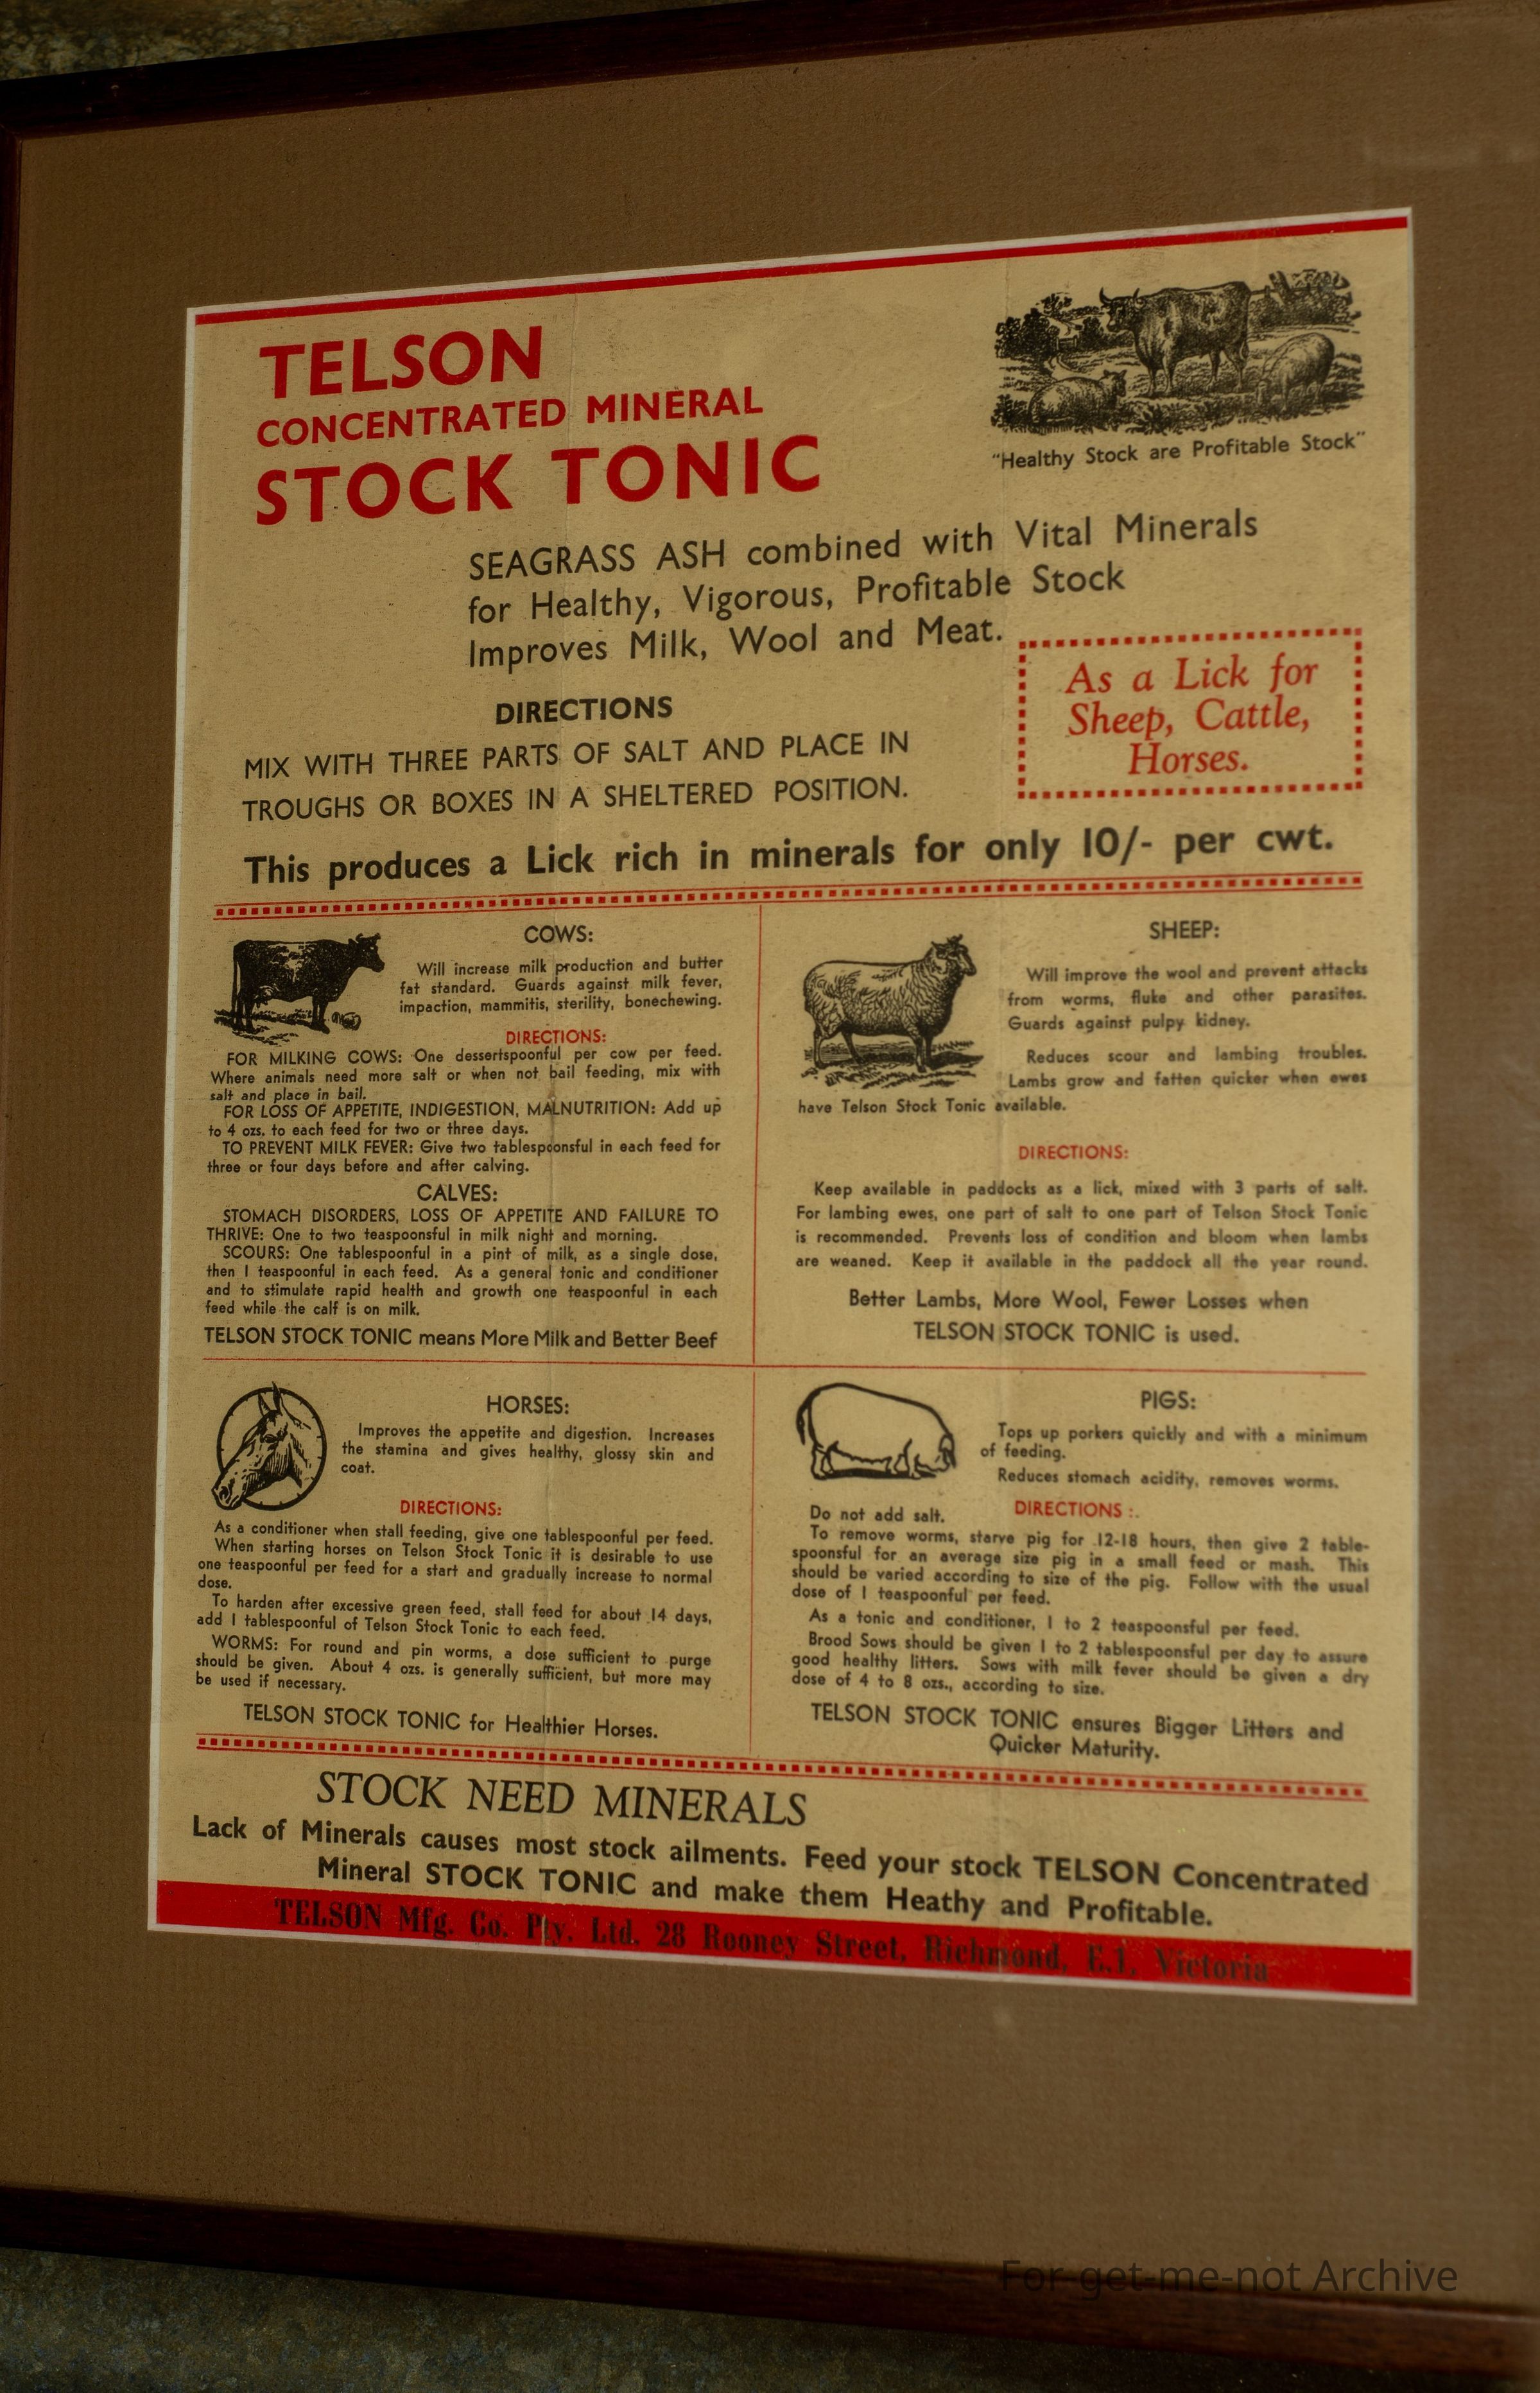 TELSON
CONCENTRATED MINERAL
STOCK TONIC
"Healthy Stock are Profitable Stock"
SEAGRASS ASH combined with Vital Minerals
for Healthy, Vigorous, Profitable Stock
Improves Milk, Wool and Meat.
As a Lick for
Sheep, Cattle,
Horses.
DIRECTIONS
MIX WITH THREE PARTS OF SALT AND PLACE IN
TROUGHS OR BOXES IN A SHELTERED POSITION.
This produces a Lick rich in minerals for only 10/- per cwt.
COWS:
Will increase milk production and butter
fat standard. Guards against milk fever,
impaction, mammitis, sterility, bonechewing.
DIRECTIONS:
FOR MILKING COWS: One dessertspoonful per cow per feed.
Where animals need more salt or when not bail feeding, mix with
salt and place in bail.
FOR LOSS OF APPETITE, INDIGESTION, MALNUTRITION: Add up
to 4 ozs. to each feed for two or three days.
TO PREVENT MILK FEVER: Give two tablespoonsful in each feed for
three or four days before and after calving.
CALVES:
STOMACH DISORDERS, LOSS OF APPETITE AND FAILURE TO
THRIVE: One to two teaspoonsful in milk night and morning.
SCOURS: One tablespoonful in a pint of milk, as a single dose,
then 1 teaspoonful in each feed. As a general tonic and conditioner
and to stimulate rapid health and growth one teaspoonful in each
feed while the calf is on milk.
TELSON STOCK TONIC means More Milk and Better Beef
SHEEP:
Will improve the wool and prevent attacks
from worms, fluke and other parasites.
Guards against pulpy kidney.
Reduces scour and lambing troubles.
Lambs grow and fatten quicker when ewes
have Telson Stock Tonic available.
DIRECTIONS:
Keep available in paddocks as a lick, mixed with 3 parts of salt.
For lambing ewes, one part of salt to one part of Telson Stock Tonic
is recommended. Prevents loss of condition and bloom when lambs
are weaned. Keep it available in the paddock all the year round.
Better Lambs, More Wool, Fewer Losses when
TELSON STOCK TONIC is used.
HORSES:
Improves the appetite and digestion. Increases
the stamina and gives healthy, glossy skin and
coat.
DIRECTIONS:
As a conditioner when stall feeding, give one tablespoonful per feed.
When starting horses on Telson Stock Tonic it is desirable to use
one teaspoonful per feed for a start and gradually increase to normal
dose.
To harden after excessive green feed, stall feed for about 14 days,
add 1 tablespoonful of Telson Stock Tonic to each feed.
WORMS: For round and pin worms, a dose sufficient to purge
should be given. About 4 ozs. is generally sufficient, but more may
be used if necessary.
TELSON STOCK TONIC for Healthier Horses.
PIGS:
Tops up porkers quickly and with a minimum
of feeding.
Reduces stomach acidity, removes worms.
Do not add salt. DIRECTIONS:.
To remove worms, starve pig for 12-18 hours, then give 2 table-
spoonsful for an average size pig in a small feed or mash. This
should be varied according to size of the pig. Follow with the usual
dose of 1 teaspoonful per feed.
As a tonic and conditioner, 1 to 2 teaspoonsful per feed.
Brood Sows should be given 1 to 2 tablespoonsful per day to assure
good healthy litters. Sows with milk fever should be given a dry
dose of 4 to 8 ozs., according to size.
TELSON STOCK TONIC ensures Bigger Litters and
Quicker Maturity.
STOCK NEED MINERALS
Lack of Minerals causes most stock ailments. Feed your stock TELSON Concentrated
Mineral STOCK TONIC and make them Heathy and Profitable.
TELSON Mfg. Co. Pty. Ltd. 28 Rooney Street, Richmond, E.1, Victoria
For-get-me-not Archive